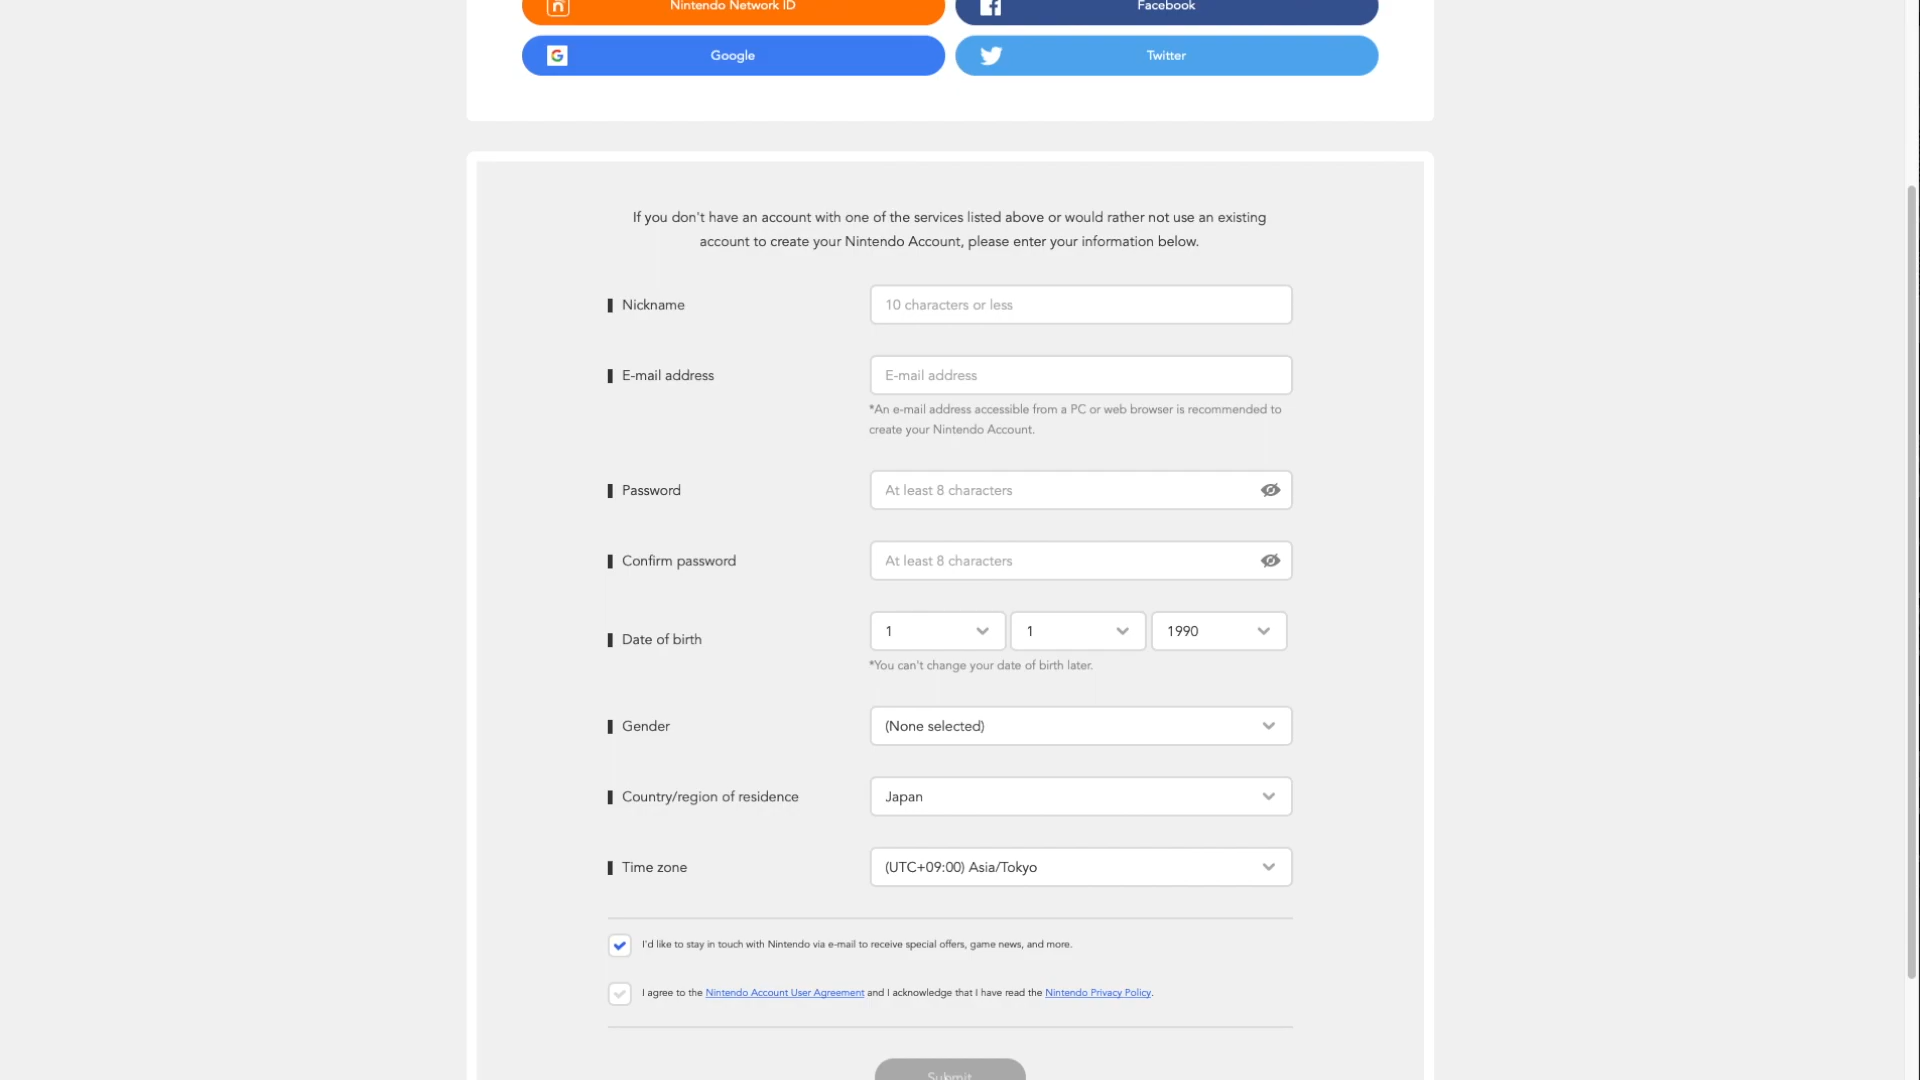 Nintendo Network ID
Facebook
Google
Twitter
If you don't have an account with one of the services listed above or would rather not use an existing
account to create your Nintendo Account, please enter your information below.
Nickname
10 characters or less
E-mail address
E-mail address
*An e-mail address accessible from a PC or web browser is recommended to
create your Nintendo Account.
Password
At least 8 characters
Confirm password
At least 8 characters
Date of birth
1
1
1990
*You can't change your date of birth later.
Gender
(None selected)
Country/region of residence
Japan
Time zone
(UTC+09:00) Asia/Tokyo
I'd like to stay in touch with Nintendo via e-mail to receive special offers, game news, and more.
I agree to the Nintendo Account User Agreement and I acknowledge that I have read the Nintendo Privacy Policy.
Submit